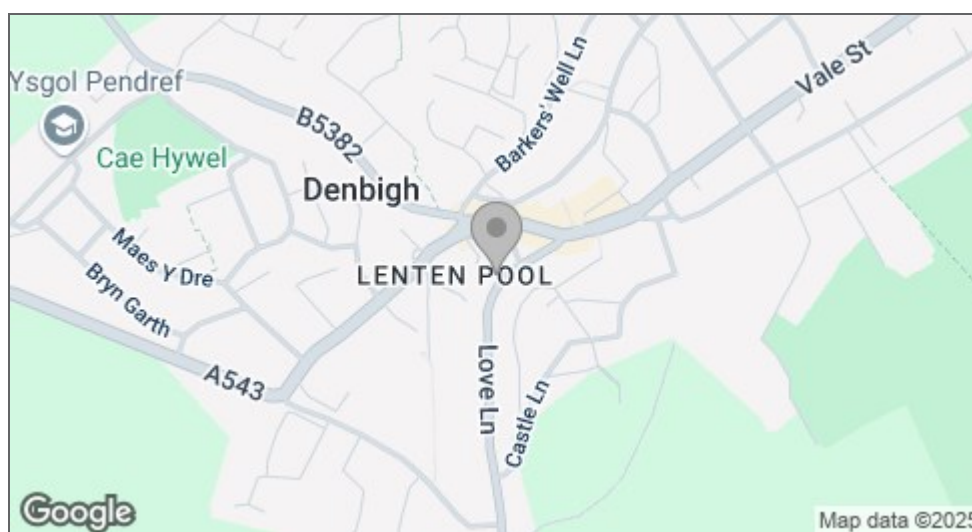 Ysgol Pendref
Cae Hywel
B5382
Barkers' Well Ln
Vale St
Denbigh
LENTEN POOL
Maes Y Dre
Bryn Garth
A543
Love Ln
Castle Ln
Google
Map data ©2025